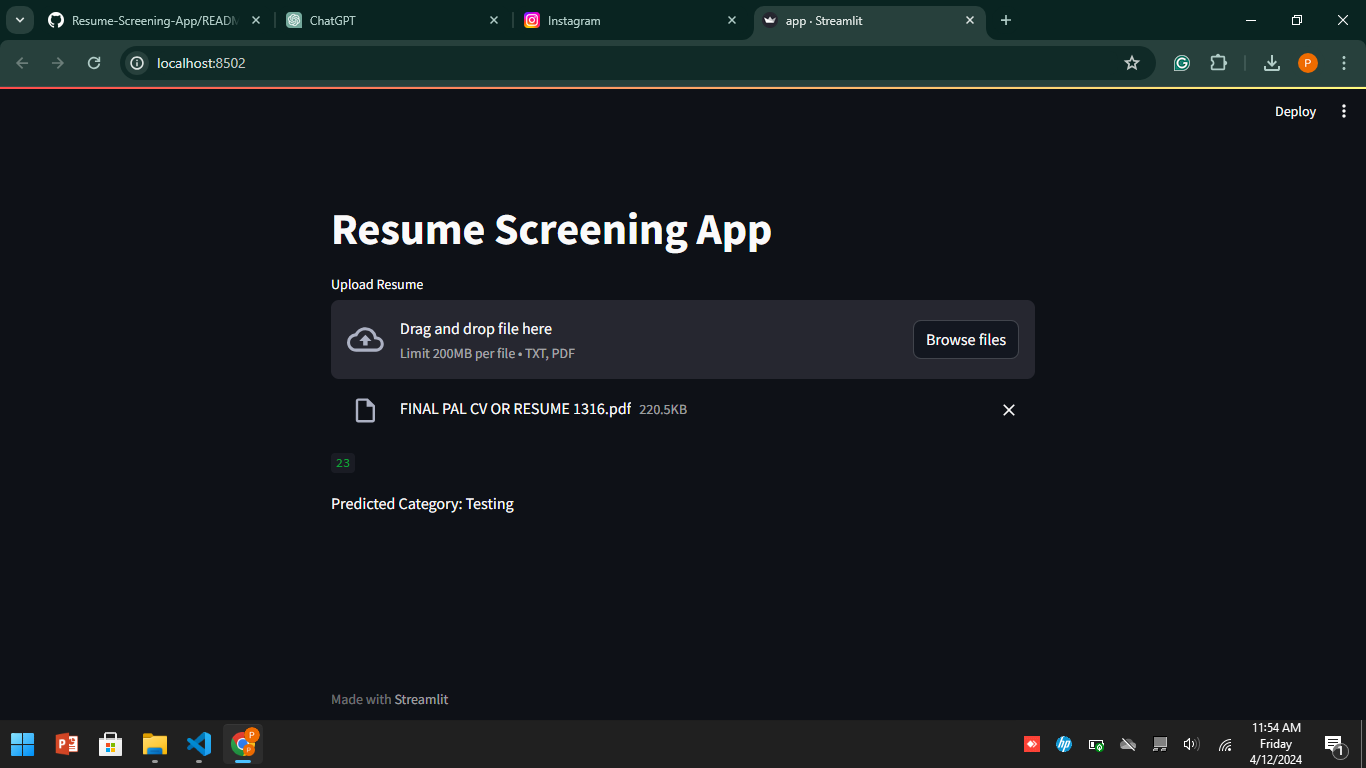 Resume-Screening-App/READM
ChatGPT
Instagram
app · Streamlit
localhost:8502
P
Deploy
Resume Screening App
Upload Resume
Drag and drop file here
Limit 200MB per file • TXT, PDF
Browse files
FINAL PAL CV OR RESUME 1316.pdf 220.5KB
23
Predicted Category: Testing
Made with Streamlit
11:54 AM
Friday
4/12/2024
1